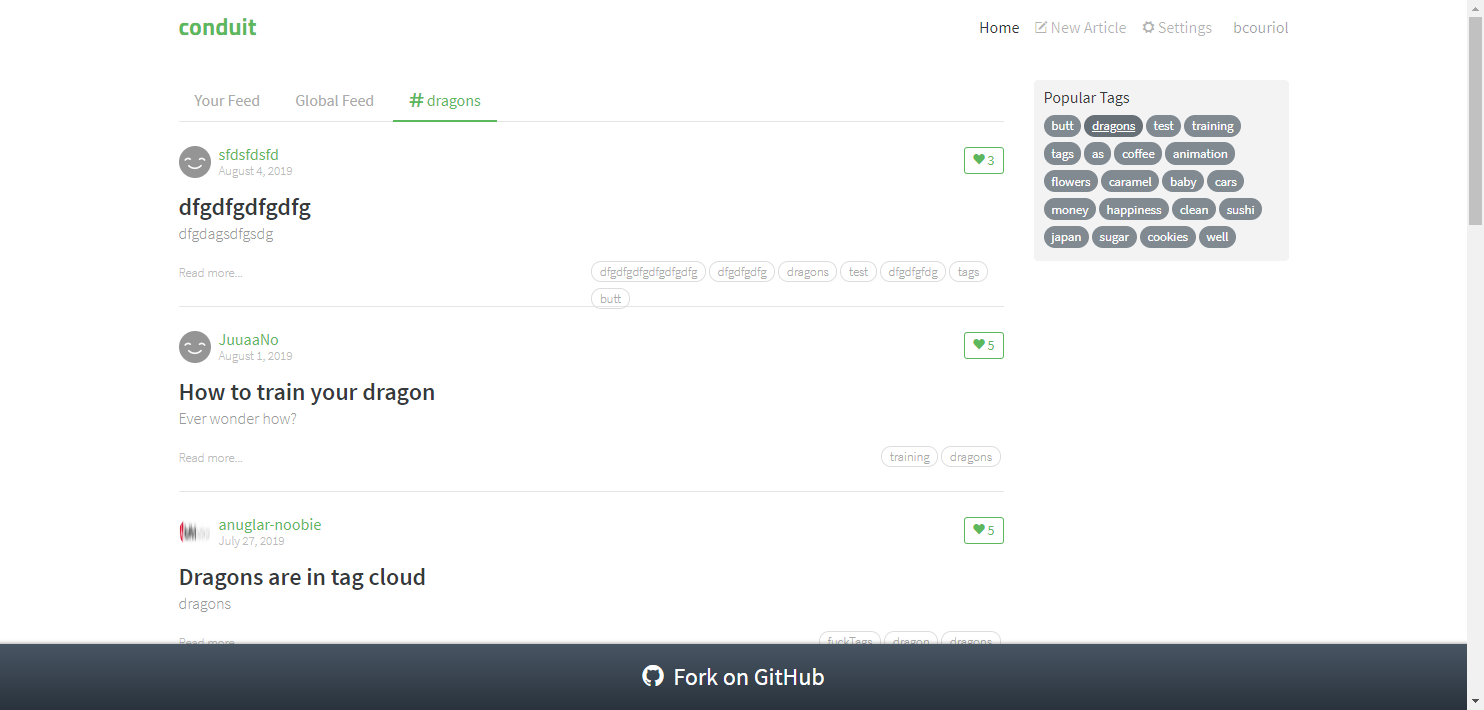 conduit
Home New Article Settings bcouriol
Your Feed Global Feed # dragons
sfdsfdsfd
August 4, 2019
3
dfgdfgdfgdfg
dfgdagsdfgsdg
Read more...
dfgdfgdfgdfgdfgdfg dfgdfgdfg dragons test dfgdfgfdg tags
butt
JuuaaNo
August 1, 2019
5
How to train your dragon
Ever wonder how?
Read more...
training dragons
anuglar-noobie
July 27, 2019
5
Dragons are in tag cloud
dragons
Read more...
fuckTags dragon dragons
Popular Tags
butt dragons test training
tags as coffee animation
flowers caramel baby cars
money happiness clean sushi
japan sugar cookies well
Fork on GitHub